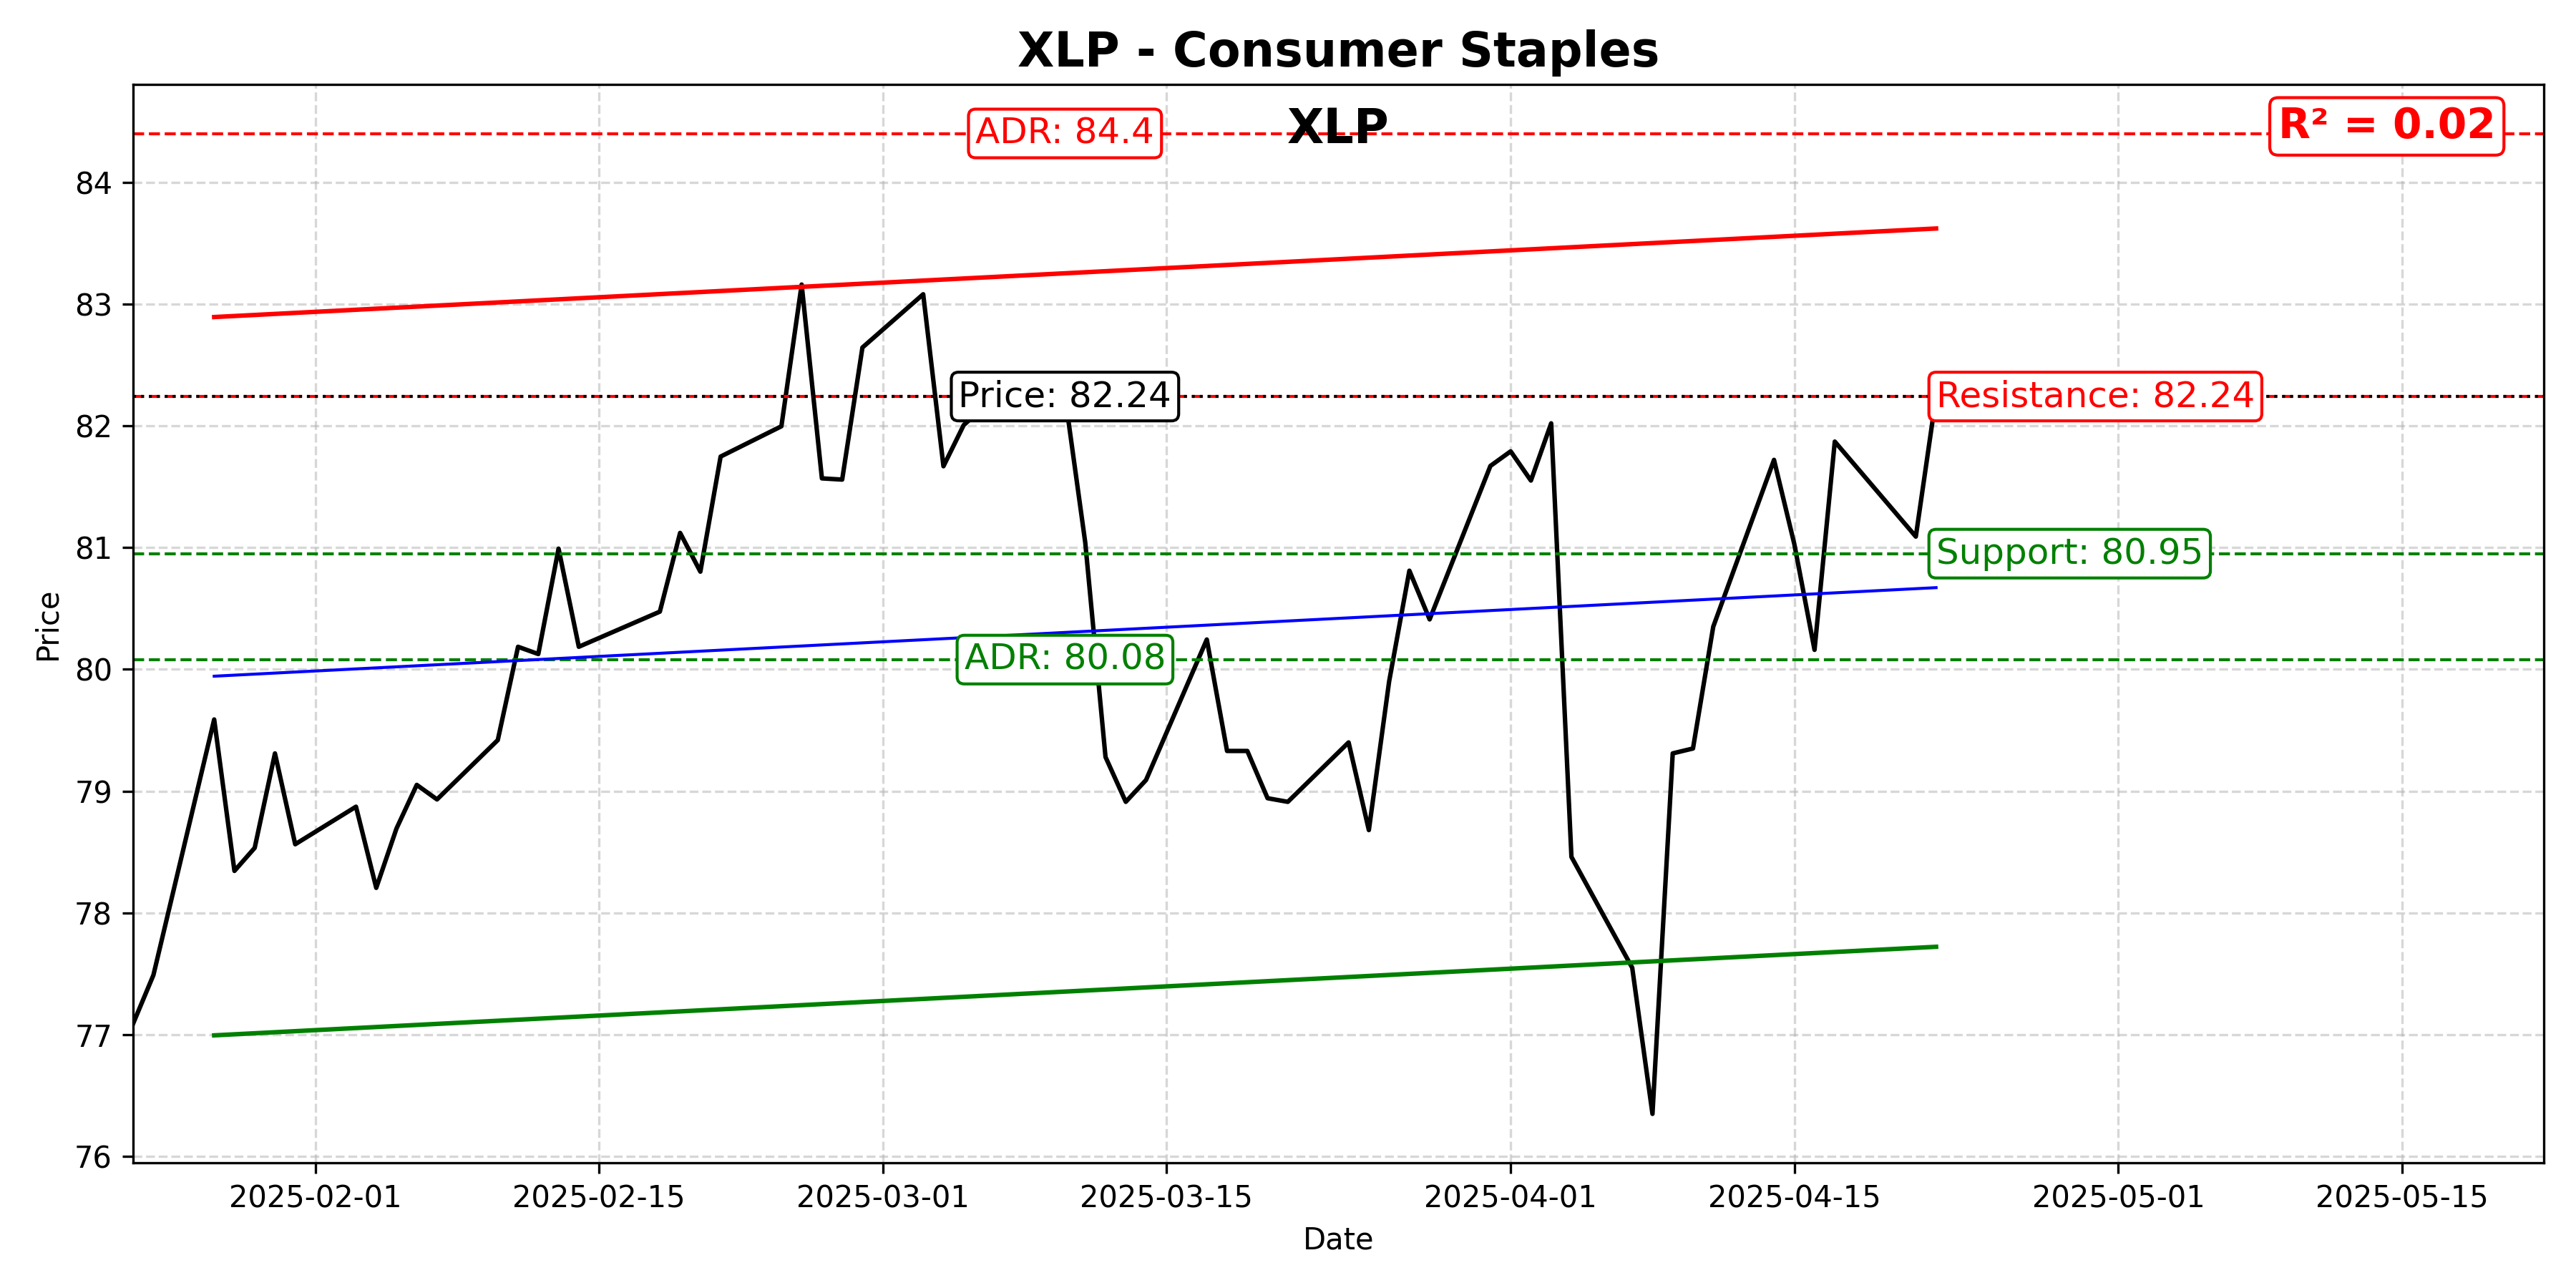 XLP - Consumer Staples
XLP
ADR: 84.4
R² = 0.02
Price: 82.24
Resistance: 82.24
Support: 80.95
ADR: 80.08
Price
84
83
82
81
80
79
78
77
76
2025-02-01
2025-02-15
2025-03-01
2025-03-15
2025-04-01
2025-04-15
2025-05-01
2025-05-15
Date